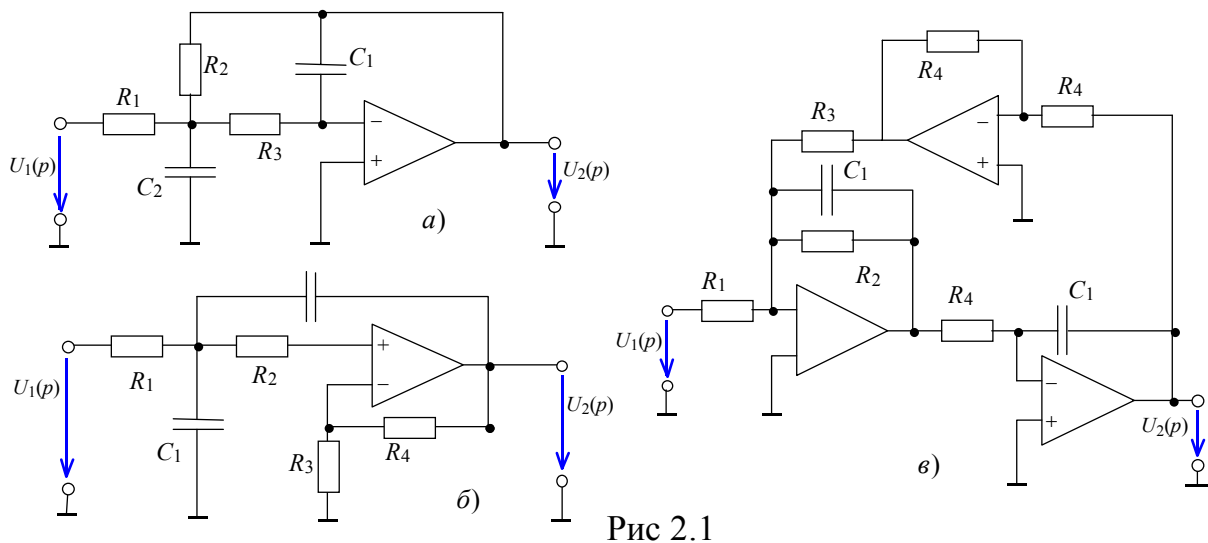 R1
R2
R3
C1
C2
U1(p)
U2(p)
−
+
а)
R1
R2
C1
R3
R4
U1(p)
U2(p)
+
−
б)
R4
R4
R3
−
+
C1
R2
R1
R4
C1
U1(p)
−
+
U2(p)
в)
Рис 2.1